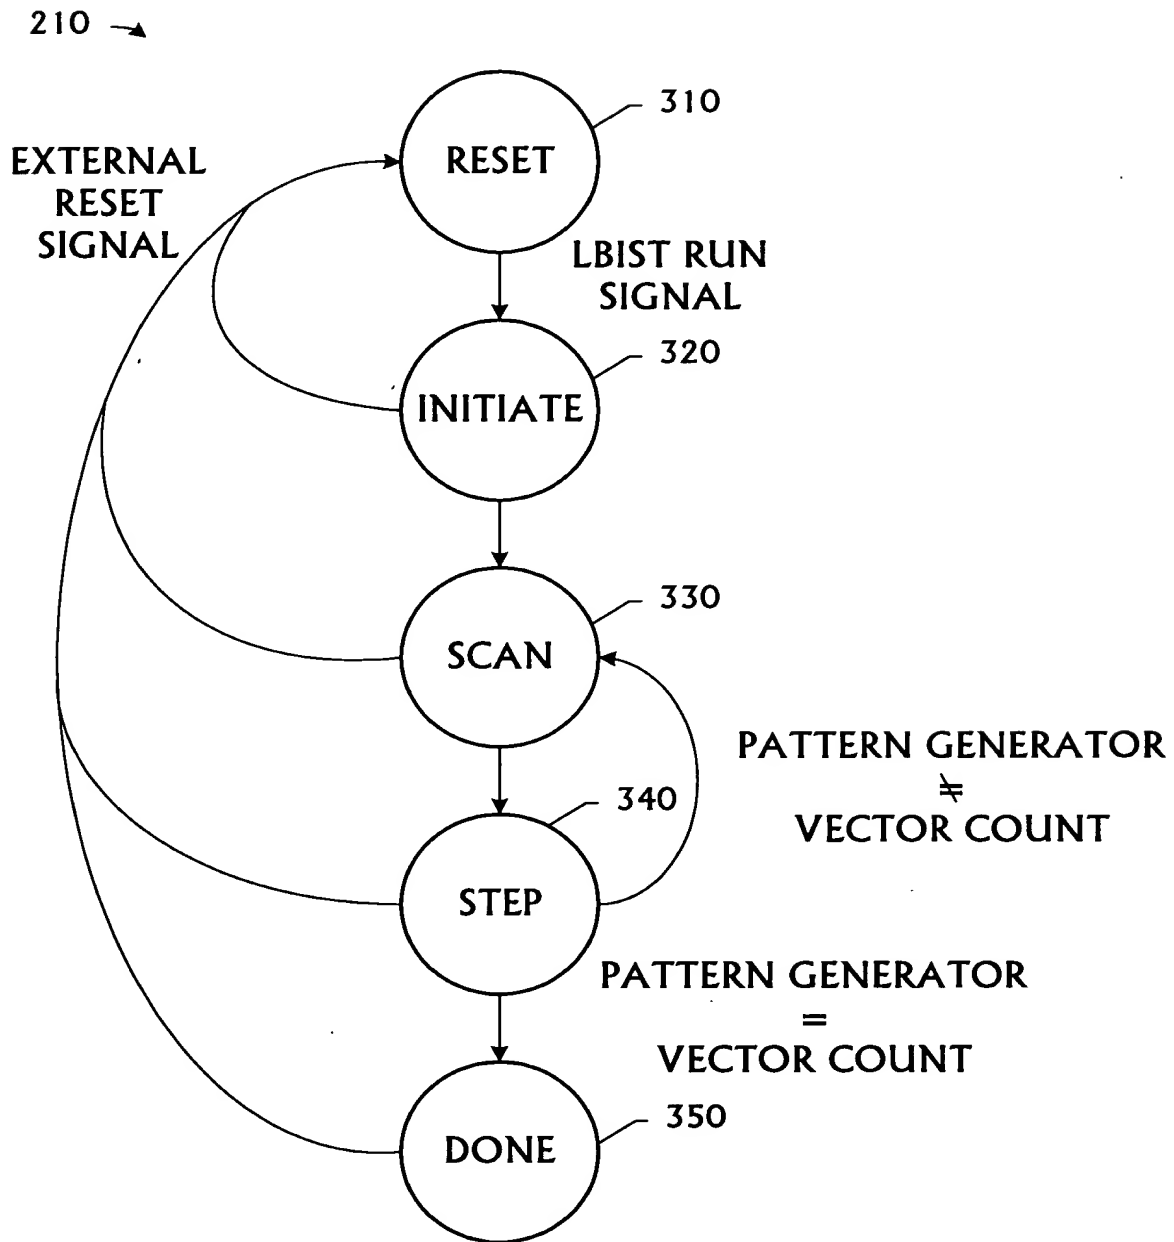 210
310
RESET
EXTERNAL
RESET
SIGNAL
LBIST RUN
SIGNAL
320
INITIATE
330
SCAN
PATTERN GENERATOR
≠
VECTOR COUNT
340
STEP
PATTERN GENERATOR
=
VECTOR COUNT
350
DONE